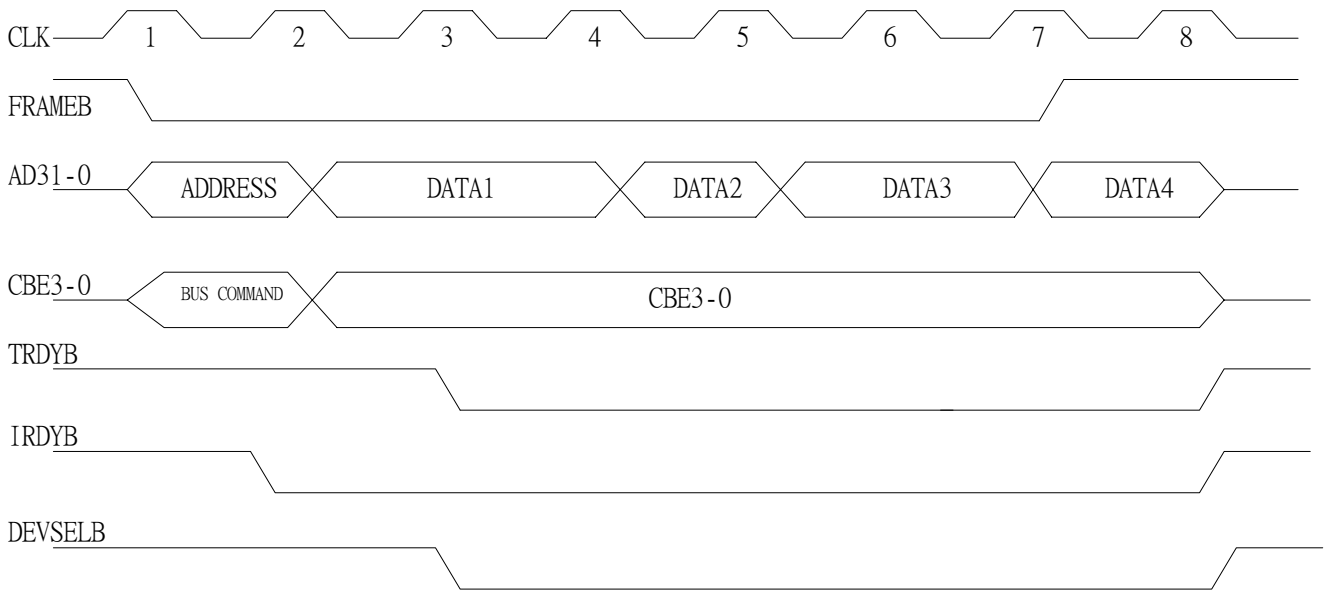 CLK 1 2 3 4 5 6 7 8
FRAMEB
AD31-0 ADDRESS DATA1 DATA2 DATA3 DATA4
CBE3-0 BUS COMMAND CBE3-0
TRDYB
IRDYB
DEVSELB